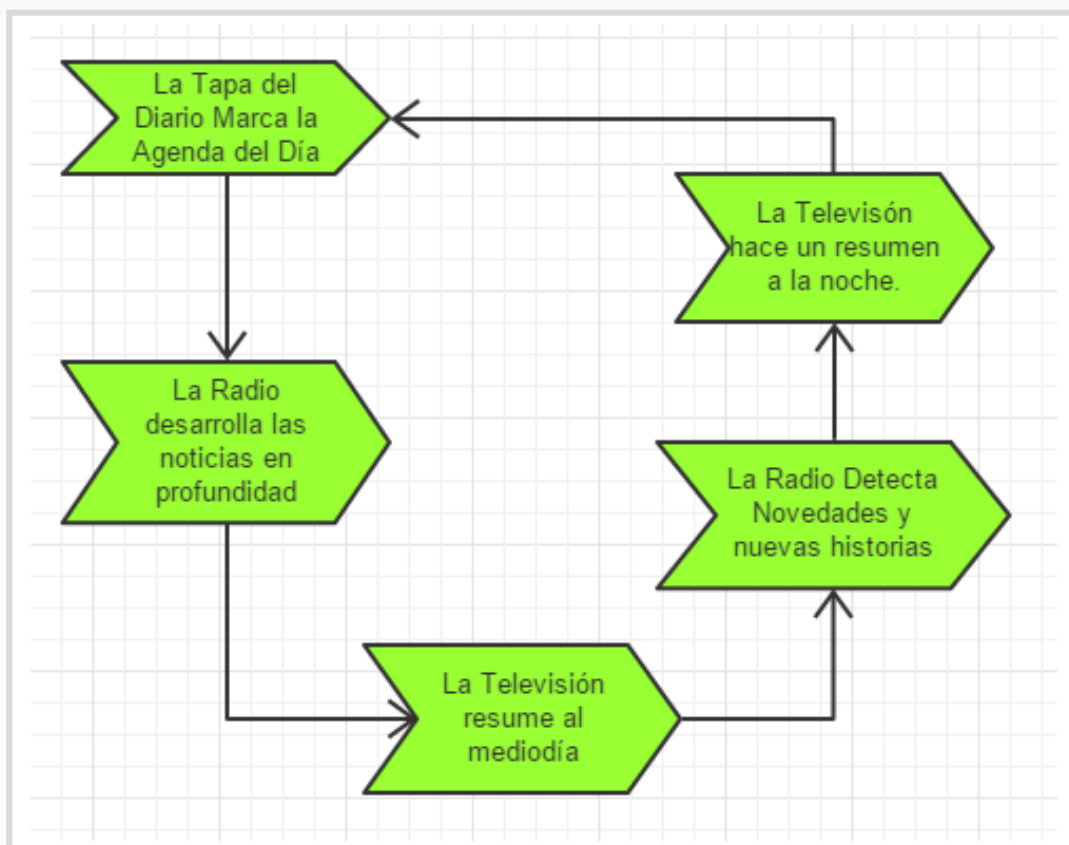 La Tapa del
Diario Marca la
Agenda del Día
La Radio
desarrolla las
noticias en
profundidad
La Televisión
resume al
mediodía
La Radio Detecta
Novedades y
nuevas historias
La Televisón
hace un resumen
a la noche.